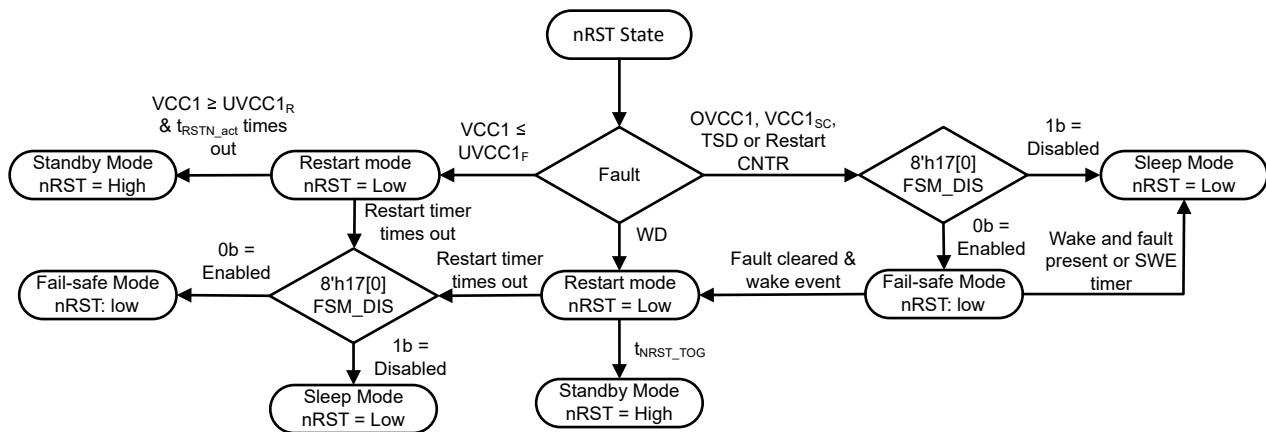 nRST State
VCC1 ≥ UVCC1R
& tRSTN_act times
out
VCC1 ≤
UVCC1F
OVCC1, VCC1SC,
TSD or Restart
CNTR
1b =
Disabled
Standby Mode
nRST = High
Restart mode
nRST = Low
Fault
8'h17[0]
FSM_DIS
Sleep Mode
nRST = Low
Restart timer
times out
WD
0b =
Enabled
Wake and fault
present or SWE
timer
0b =
Enabled
Restart timer
times out
Fault cleared &
wake event
Fail-safe Mode
nRST: low
8'h17[0]
FSM_DIS
Restart mode
nRST = Low
Fail-safe Mode
nRST: low
1b =
Disabled
tNRST_TOG
Sleep Mode
nRST = Low
Standby Mode
nRST = High